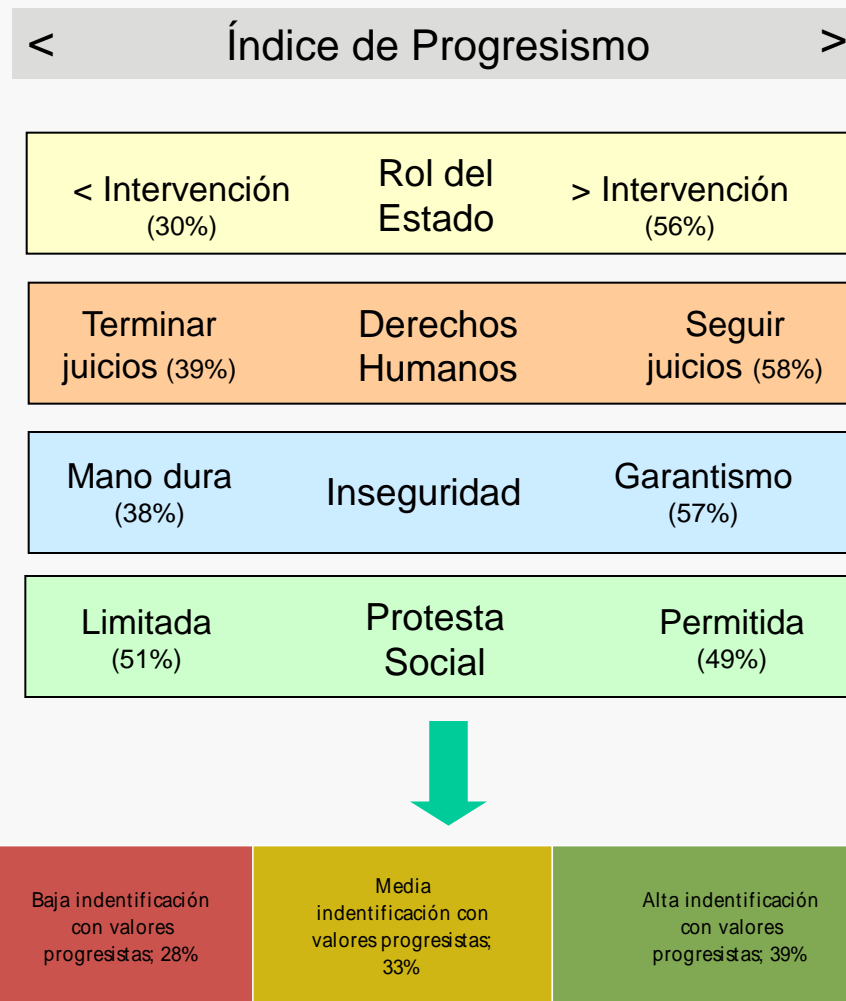 < Índice de Progresismo >
< Intervención
(30%)
Rol del
Estado
> Intervención
(56%)
Terminar
juicios (39%)
Derechos
Humanos
Seguir
juicios (58%)
Mano dura
(38%)
Inseguridad
Garantismo
(57%)
Limitada
(51%)
Protesta
Social
Permitida
(49%)
Baja indentificación
con valores
progresistas; 28%
Media
indentificación con
valores progresistas;
33%
Alta indentificación
con valores
progresistas; 39%